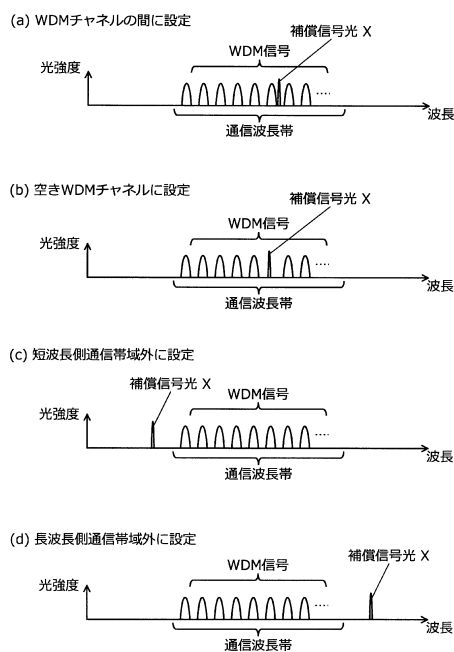 (a) WDMチャネルの間に設定
補償信号光 X
WDM信号
光強度
····
波長
通信波長帯
(b) 空きWDMチャネルに設定
補償信号光 X
WDM信号
光強度
····
波長
通信波長帯
(c) 短波長側通信帯域外に設定
補償信号光 X
WDM信号
光強度
····
波長
通信波長帯
(d) 長波長側通信帯域外に設定
補償信号光 X
WDM信号
光強度
····
波長
通信波長帯